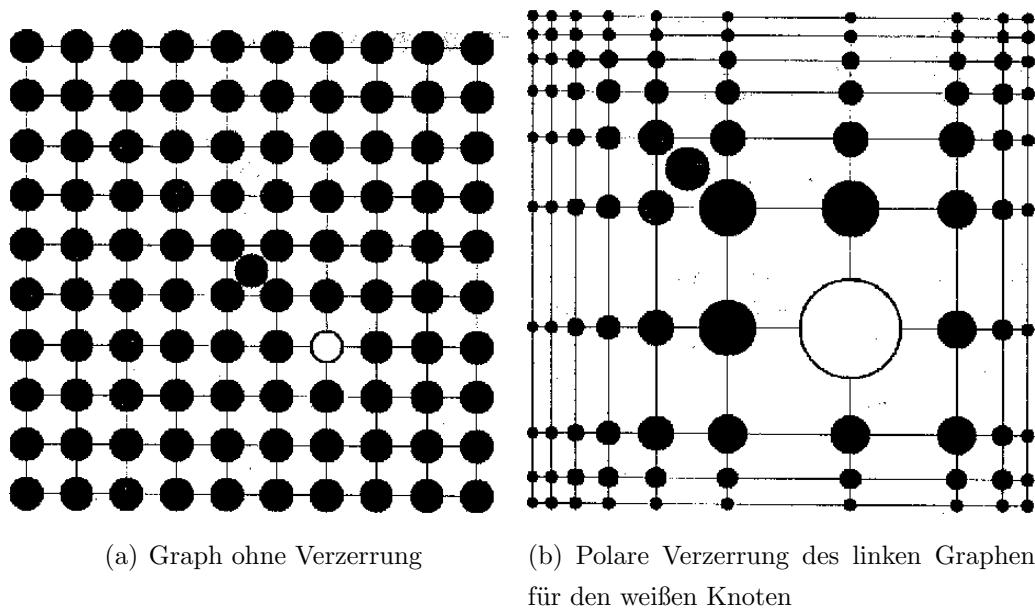 (a) Graph ohne Verzerrung
(b) Polare Verzerrung des linken Graphen
für den weißen Knoten